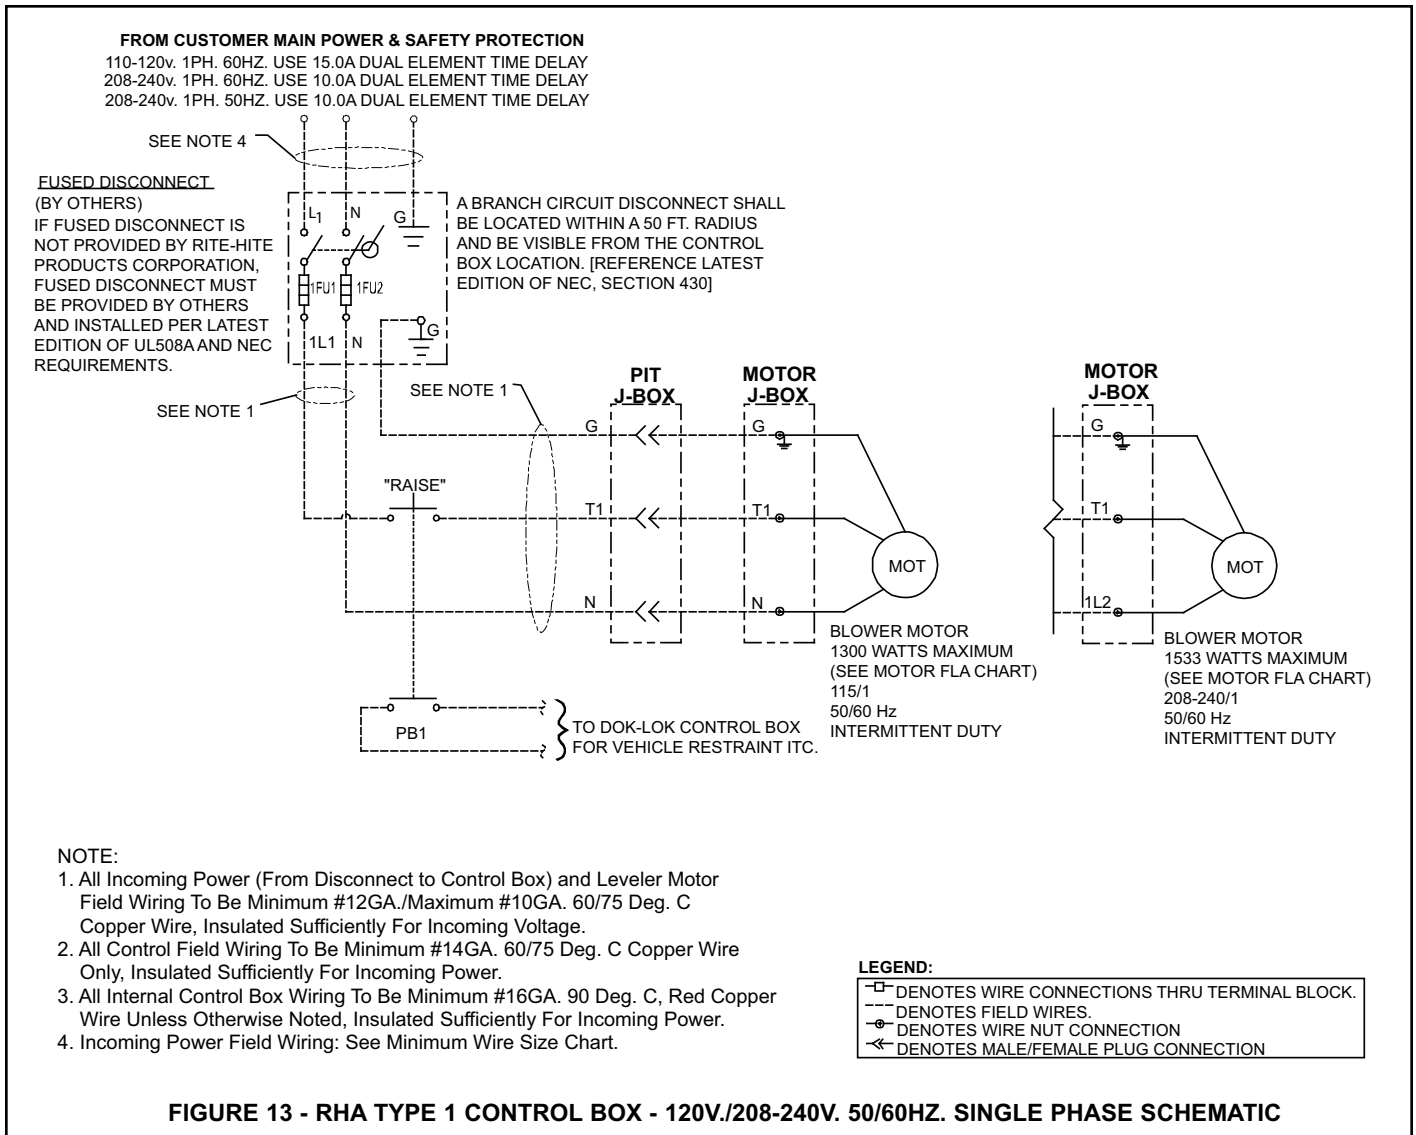 FROM CUSTOMER MAIN POWER & SAFETY PROTECTION
110-120v. 1PH. 60HZ. USE 15.0A DUAL ELEMENT TIME DELAY
208-240v. 1PH. 60HZ. USE 10.0A DUAL ELEMENT TIME DELAY
208-240v. 1PH. 50HZ. USE 10.0A DUAL ELEMENT TIME DELAY
SEE NOTE 4
FUSED DISCONNECT
(BY OTHERS)
IF FUSED DISCONNECT IS
NOT PROVIDED BY RITE-HITE
PRODUCTS CORPORATION,
FUSED DISCONNECT MUST
BE PROVIDED BY OTHERS
AND INSTALLED PER LATEST
EDITION OF UL508A AND NEC
REQUIREMENTS.
L1 N G
1FU1 1FU2
G
1L1 N
A BRANCH CIRCUIT DISCONNECT SHALL
BE LOCATED WITHIN A 50 FT. RADIUS
AND BE VISIBLE FROM THE CONTROL
BOX LOCATION. [REFERENCE LATEST
EDITION OF NEC, SECTION 430]
SEE NOTE 1
SEE NOTE 1
PIT
J-BOX
MOTOR
J-BOX
G G
"RAISE"
T1 T1
MOT
N N
BLOWER MOTOR
1300 WATTS MAXIMUM
(SEE MOTOR FLA CHART)
115/1
50/60 Hz
INTERMITTENT DUTY
MOTOR
J-BOX
G
T1
MOT
1L2
BLOWER MOTOR
1533 WATTS MAXIMUM
(SEE MOTOR FLA CHART)
208-240/1
50/60 Hz
INTERMITTENT DUTY
PB1
TO DOK-LOK CONTROL BOX
FOR VEHICLE RESTRAINT ITC.
NOTE:
1. All Incoming Power (From Disconnect to Control Box) and Leveler Motor
Field Wiring To Be Minimum #12GA./Maximum #10GA. 60/75 Deg. C
Copper Wire, Insulated Sufficiently For Incoming Voltage.
2. All Control Field Wiring To Be Minimum #14GA. 60/75 Deg. C Copper Wire
Only, Insulated Sufficiently For Incoming Power.
3. All Internal Control Box Wiring To Be Minimum #16GA. 90 Deg. C, Red Copper
Wire Unless Otherwise Noted, Insulated Sufficiently For Incoming Power.
4. Incoming Power Field Wiring: See Minimum Wire Size Chart.
LEGEND:
DENOTES WIRE CONNECTIONS THRU TERMINAL BLOCK.
DENOTES FIELD WIRES.
DENOTES WIRE NUT CONNECTION
DENOTES MALE/FEMALE PLUG CONNECTION
FIGURE 13 - RHA TYPE 1 CONTROL BOX - 120V./208-240V. 50/60HZ. SINGLE PHASE SCHEMATIC